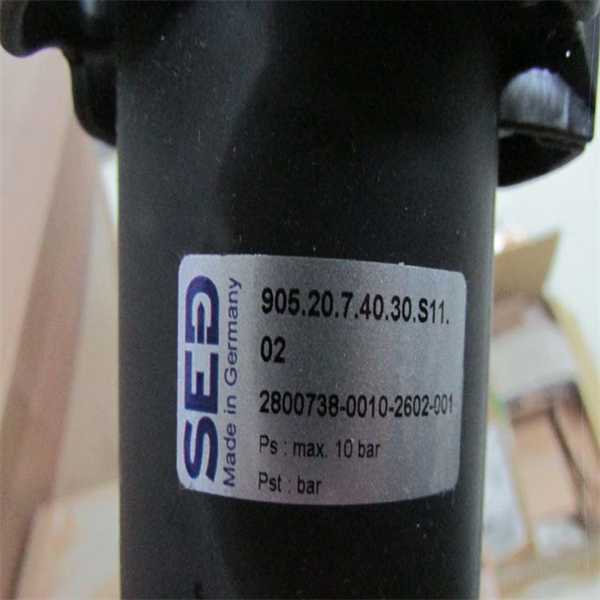 SED
Made in Germany
905.20.7.40.30.S11.
02
2800738-0010-2602-001
Ps : max. 10 bar
Pst : bar